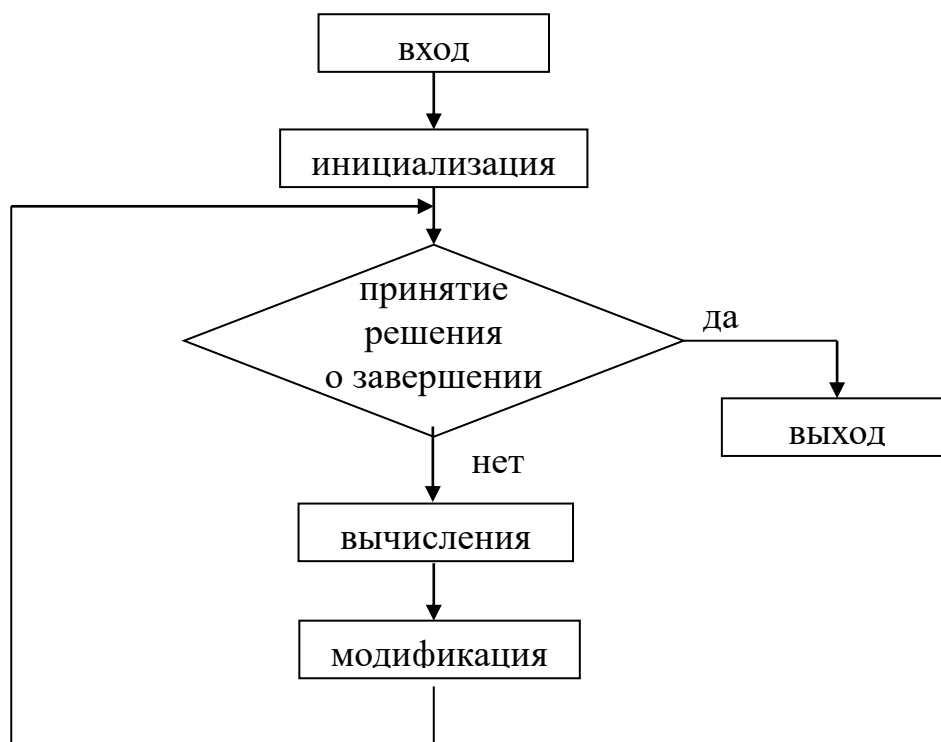 вход
инициализация
принятие
решения
о завершении
да
выход
нет
вычисления
модификация